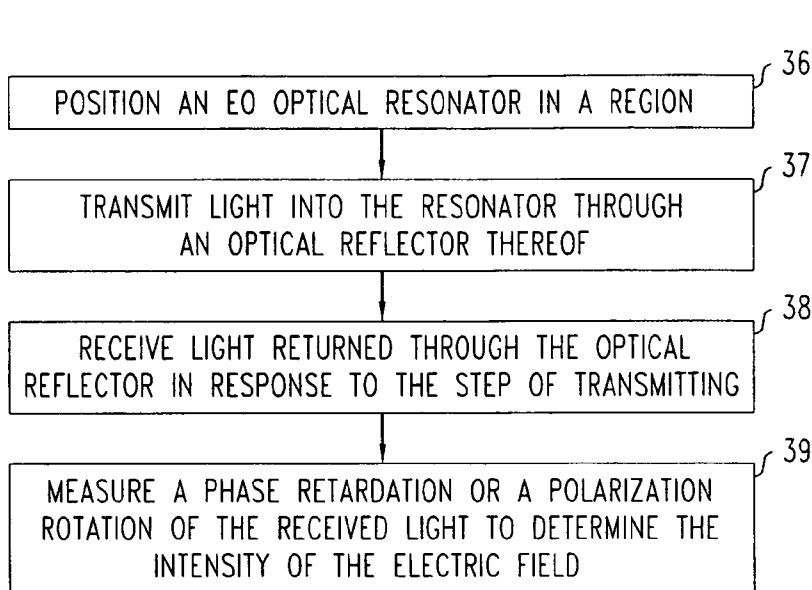 36
POSITION AN EO OPTICAL RESONATOR IN A REGION
37
TRANSMIT LIGHT INTO THE RESONATOR THROUGH
AN OPTICAL REFLECTOR THEREOF
38
RECEIVE LIGHT RETURNED THROUGH THE OPTICAL
REFLECTOR IN RESPONSE TO THE STEP OF TRANSMITTING
39
MEASURE A PHASE RETARDATION OR A POLARIZATION
ROTATION OF THE RECEIVED LIGHT TO DETERMINE THE
INTENSITY OF THE ELECTRIC FIELD